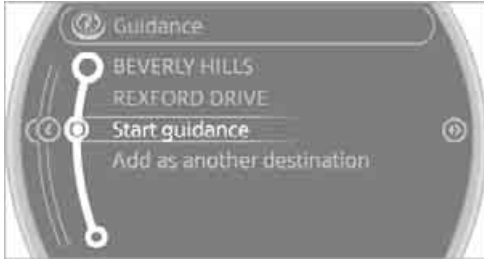 Guidance
BEVERLY HILLS
REXFORD DRIVE
Start guidance
Add as another destination